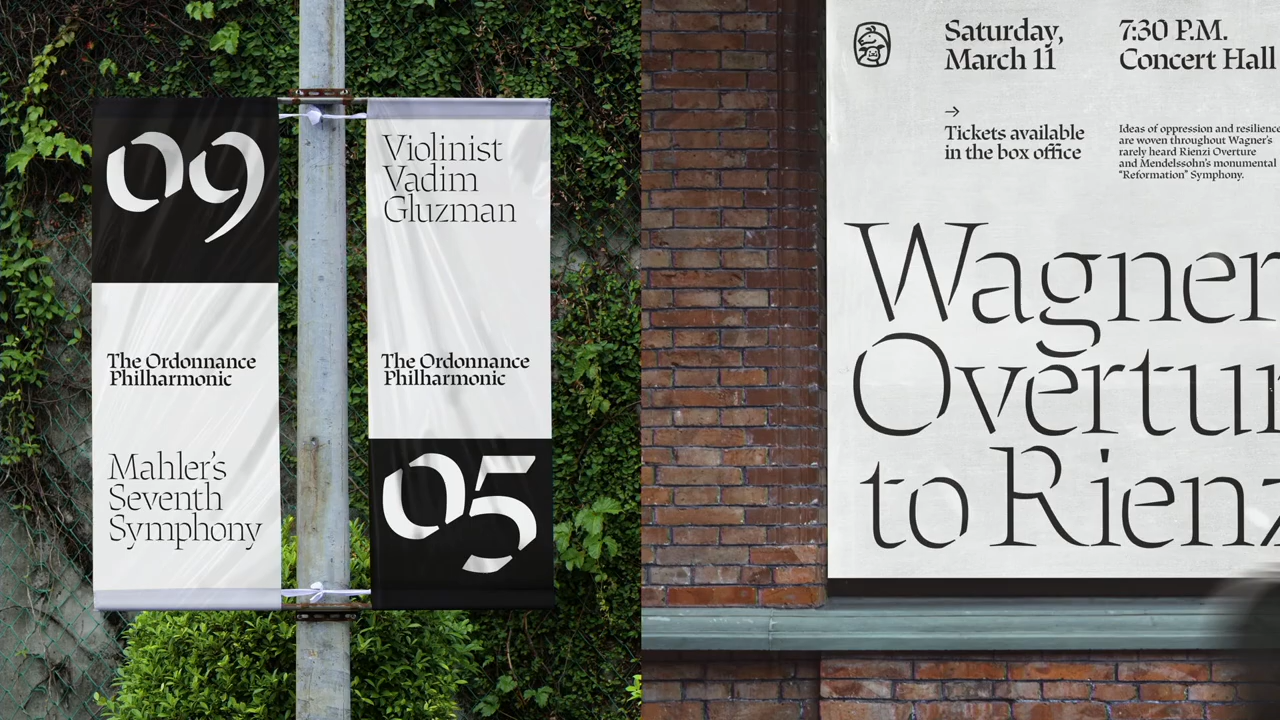 09
The Ordonnance
Philharmonic
Mahler's
Seventh
Symphony
Violinist
Vadim
Gluzman
The Ordonnance
Philharmonic
05
Saturday,
March 11
7:30 P.M.
Concert Hall
→
Tickets available
in the box office
Ideas of oppression and resilience
are woven throughout Wagner's
rarely heard Rienzi Overture
and Mendelssohn's monumental
“Reformation” Symphony.
Wagner
Overtur
to Rienz